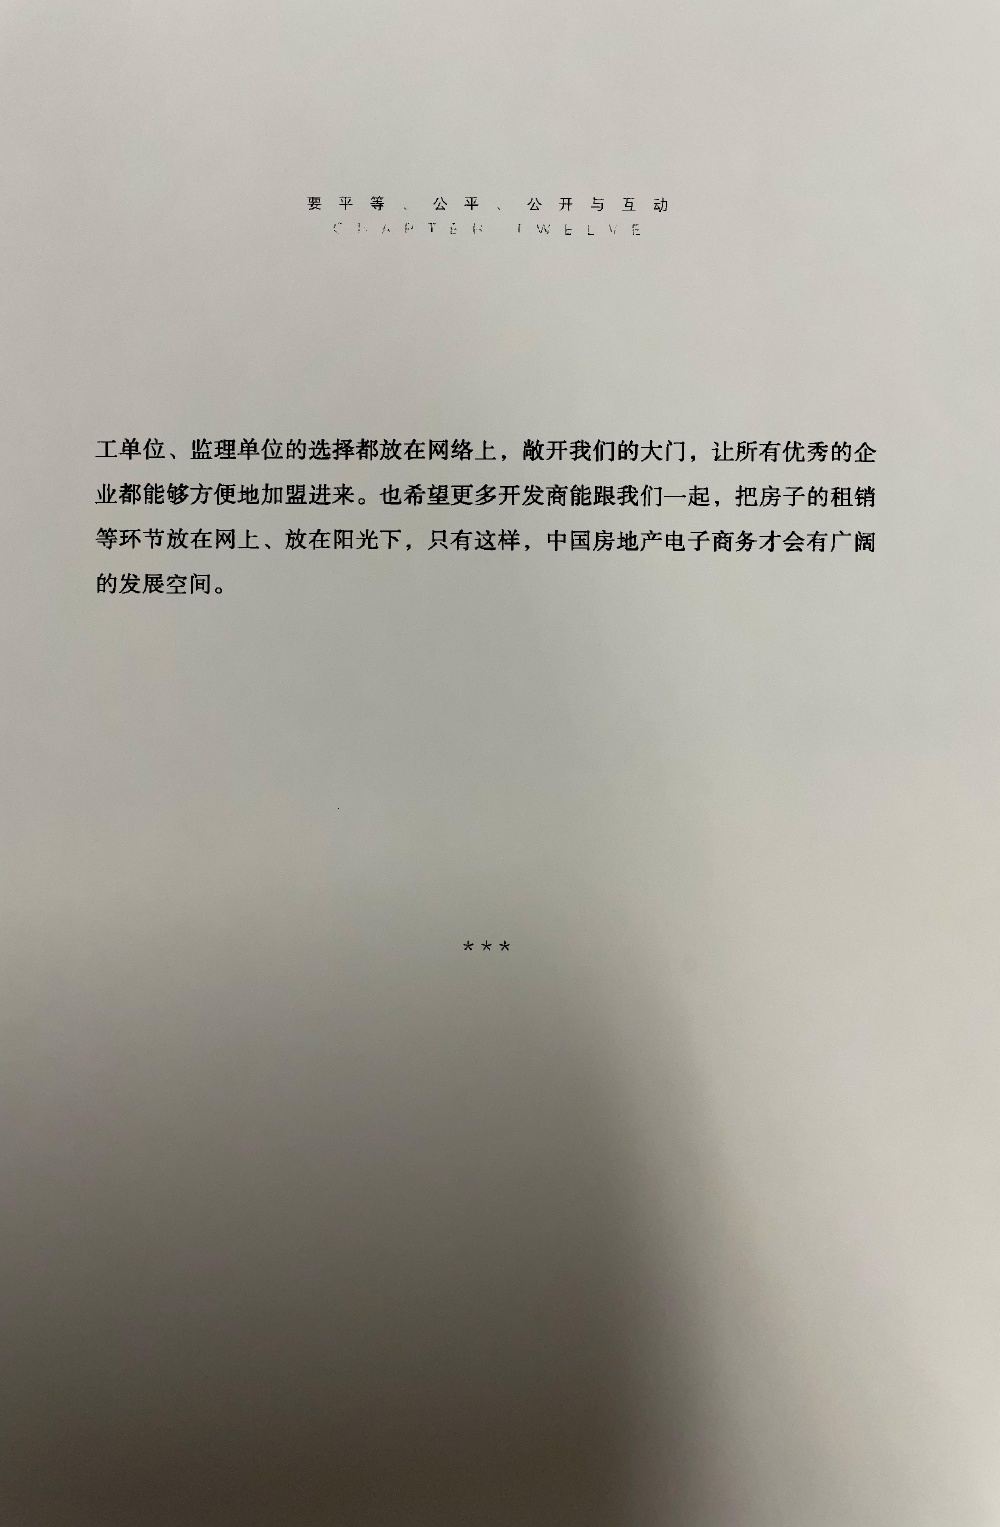 要平等、公平、公开与互动
CHAPTER TWELVE
工单位、监理单位的选择都放在网络上，敞开我们的大门，让所有优秀的企
业都能够方便地加盟进来。也希望更多开发商能跟我们一起，把房子的租销
等环节放在网上、放在阳光下，只有这样，中国房地产电子商务才会有广阔
的发展空间。
***